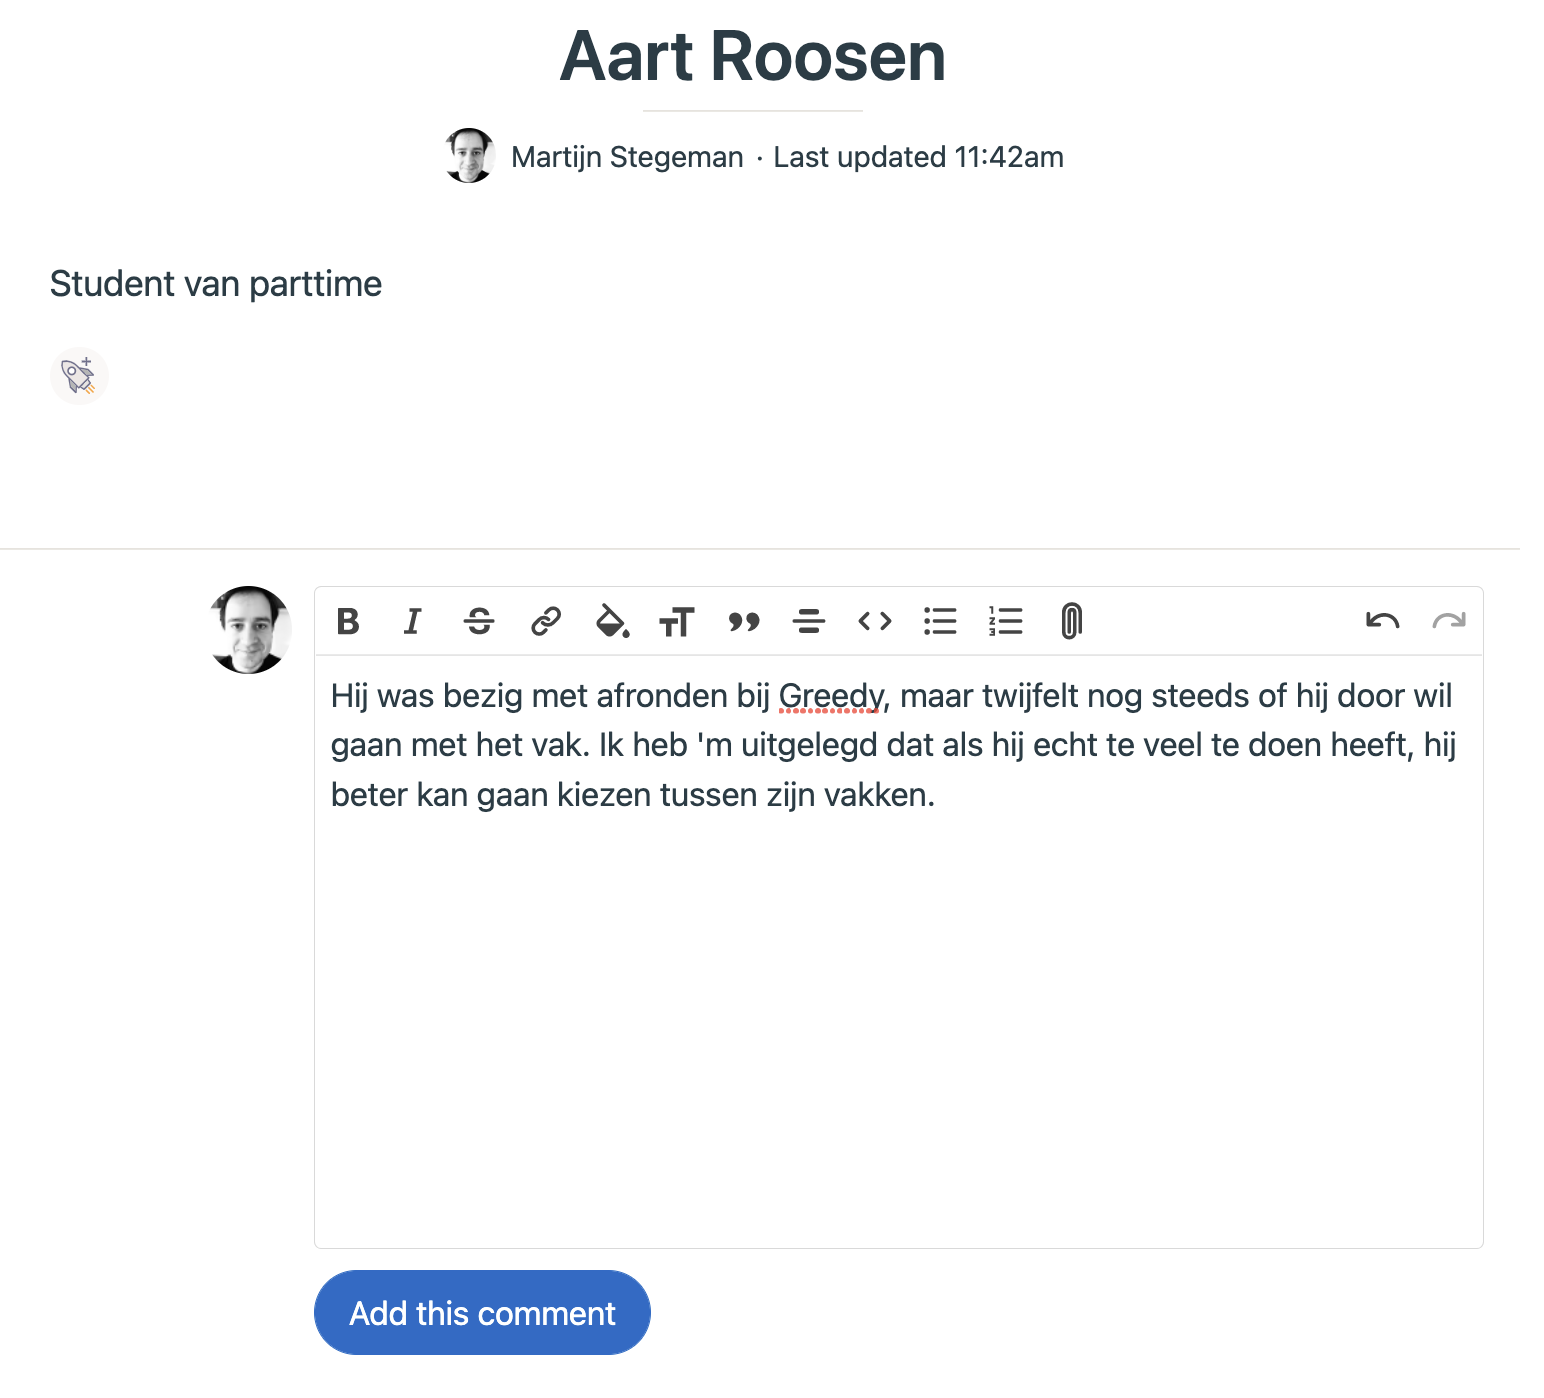 Aart Roosen
Martijn Stegeman · Last updated 11:42am
Student van parttime
Hij was bezig met afronden bij Greedy, maar twijfelt nog steeds of hij door wil
gaan met het vak. Ik heb 'm uitgelegd dat als hij echt te veel te doen heeft, hij
beter kan gaan kiezen tussen zijn vakken.
Add this comment